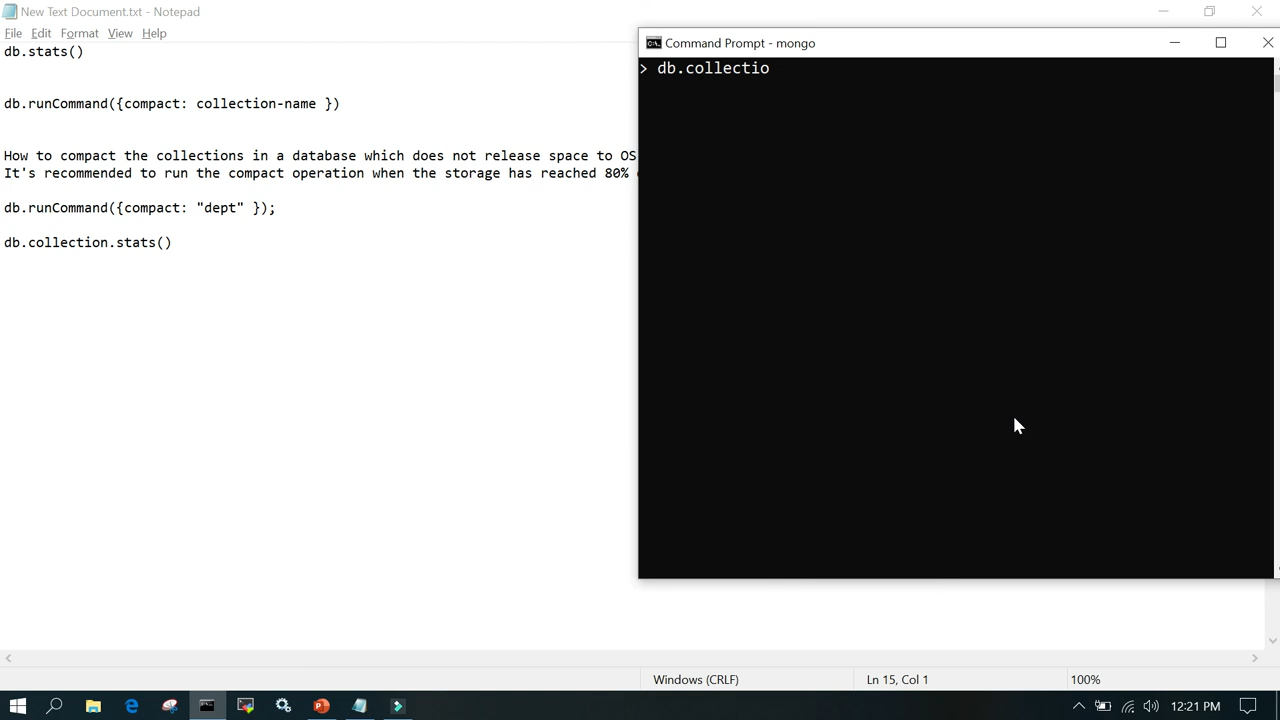 New Text Document.txt - Notepad
File Edit Format View Help
db.stats()
db.runCommand({compact: collection-name })
How to compact the collections in a database which does not release space to OS
It's recommended to run the compact operation when the storage has reached 80%
db.runCommand({compact: "dept" });
db.collection.stats()
Command Prompt - mongo
> db.collectio
Windows (CRLF)
Ln 15, Col 1
100%
12:21 PM